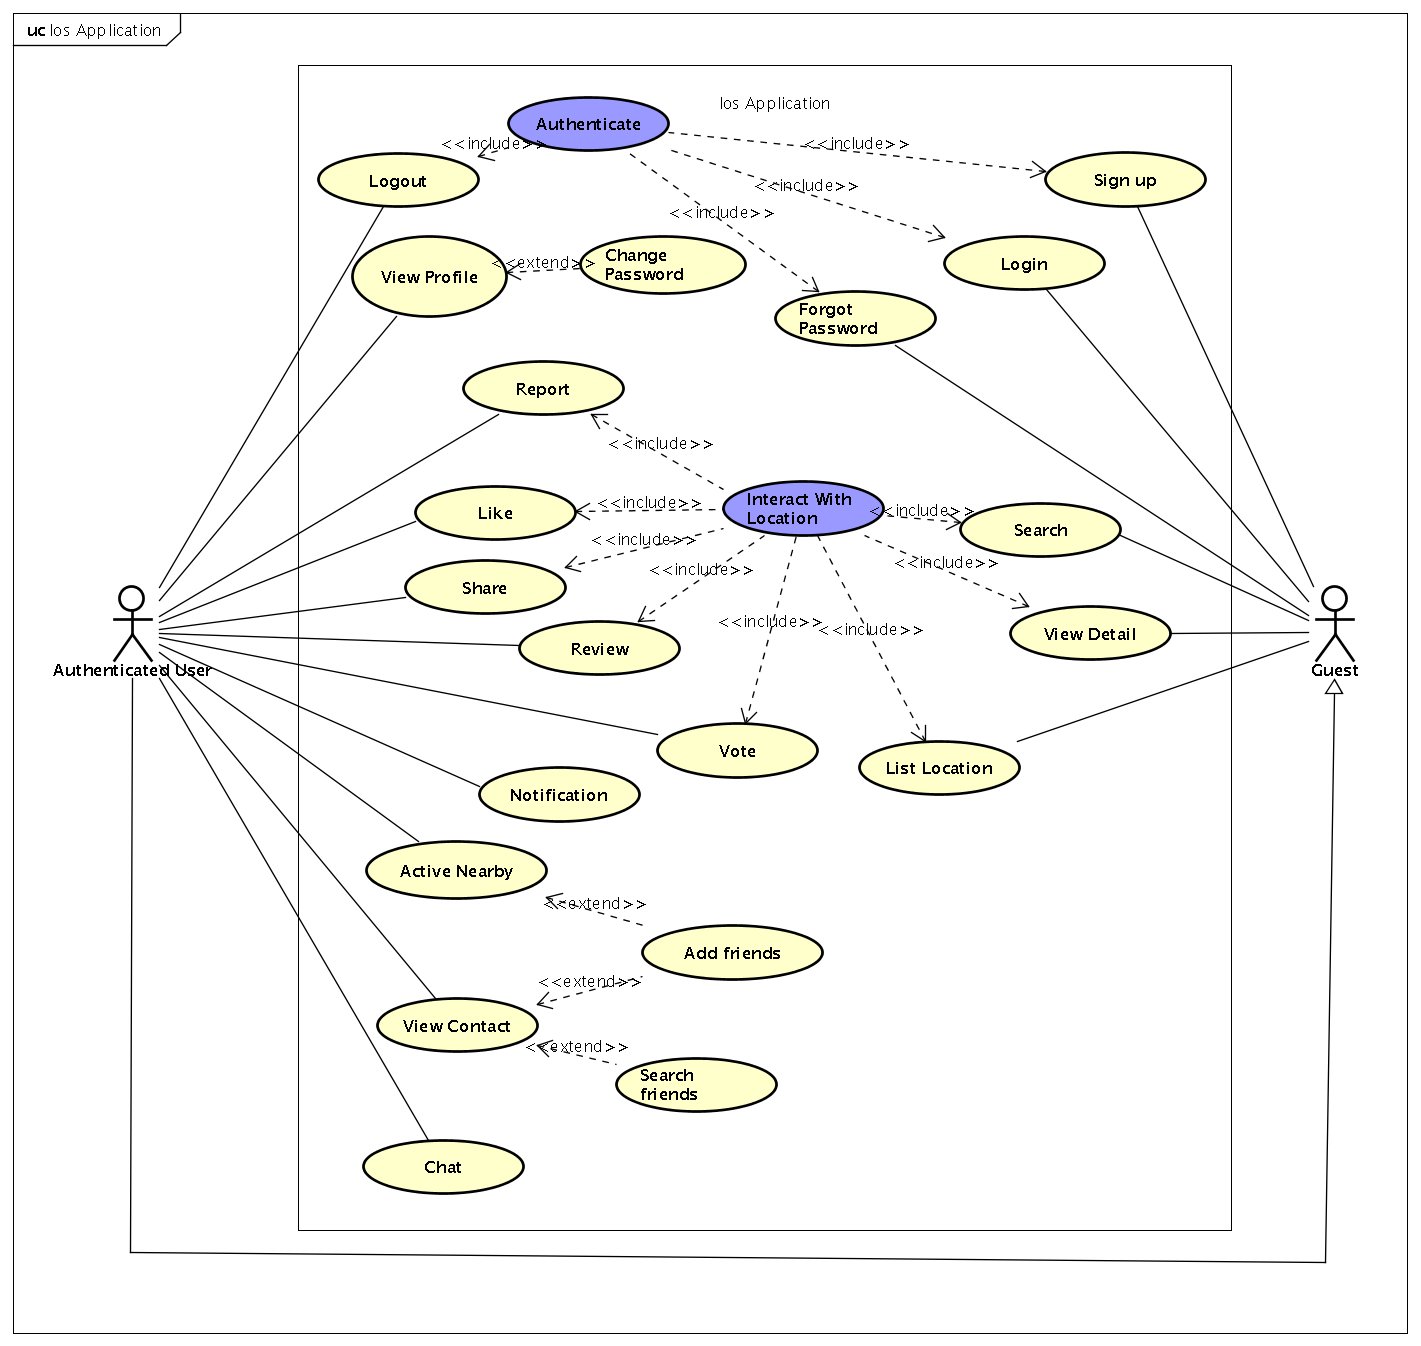 uc Ios Application
Ios Application
Authenticate
<<include>>
<<include>>
Logout
Sign up
<<include>>
<<include>>
View Profile
<<extend>>
Change
Password
Login
Forgot
Password
Report
<<include>>
Interact With
Location
Like
<<include>>
<<include>>
Search
<<include>>
<<include>>
<<include>>
Share
<<include>>
<<include>>
View Detail
Review
Authenticated User
Guest
Vote
List Location
Notification
Active Nearby
<<extend>>
Add friends
<<extend>>
View Contact
<<extend>>
Search
friends
Chat